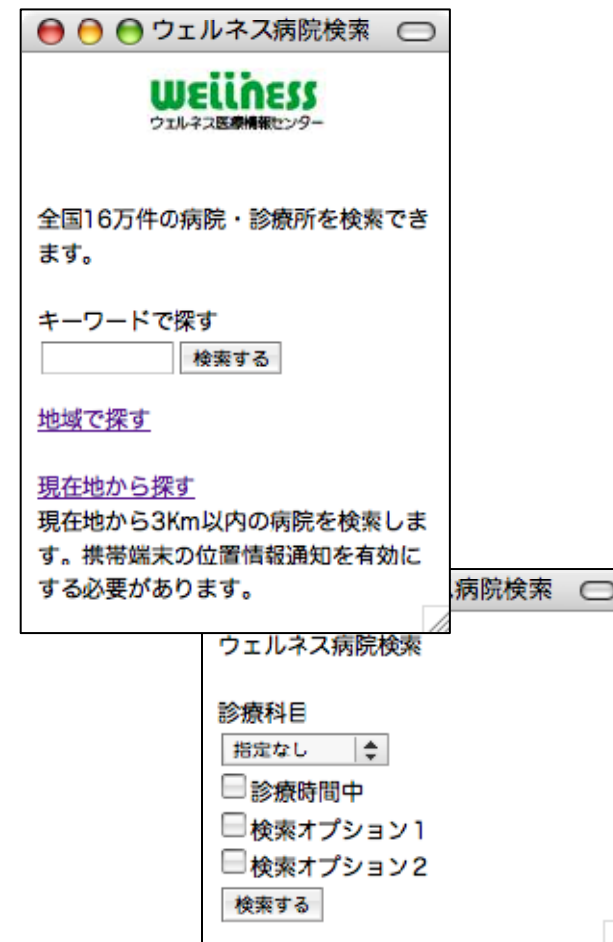 ウェルネス病院検索
wellness
ウェルネス医療情報センター
全国16万件の病院・診療所を検索でき
ます。
キーワードで探す
検索する
地域で探す
現在地から探す
現在地から3Km以内の病院を検索しま
す。携帯端末の位置情報通知を有効に
する必要があります。
病院検索
ウェルネス病院検索
診療科目
指定なし
診療時間中
検索オプション1
検索オプション2
検索する